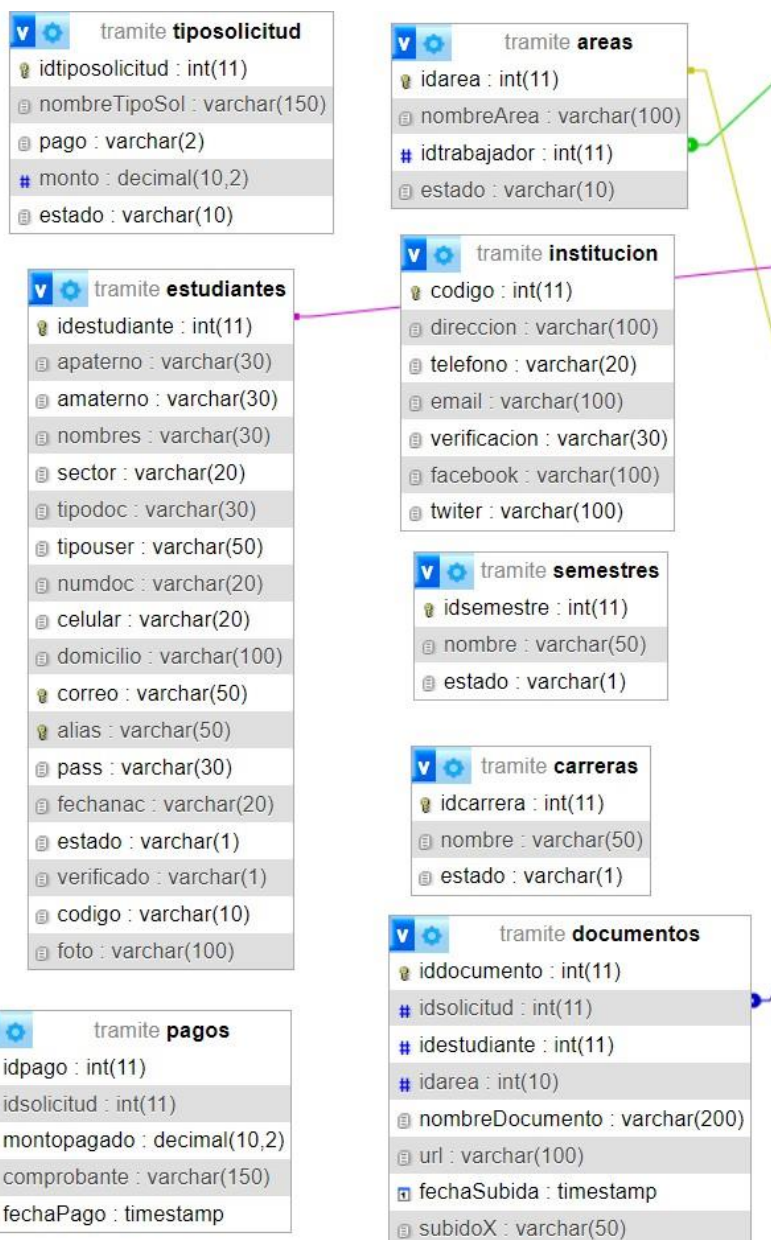 v tramite tiposolicitud
idtiposolicitud : int(11)
nombreTipoSol : varchar(150)
pago : varchar(2)
# monto : decimal(10,2)
estado : varchar(10)
v tramite areas
idarea : int(11)
nombreArea : varchar(100)
# idtrabajador : int(11)
estado : varchar(10)
v tramite estudiantes
idestudiante : int(11)
apaterno : varchar(30)
amaterno : varchar(30)
nombres : varchar(30)
sector : varchar(20)
tipodoc : varchar(30)
tipouser : varchar(50)
numdoc : varchar(20)
celular : varchar(20)
domicilio : varchar(100)
correo : varchar(50)
alias : varchar(50)
pass : varchar(30)
fechanac : varchar(20)
estado : varchar(1)
verificado : varchar(1)
codigo : varchar(10)
foto : varchar(100)
v tramite institucion
codigo : int(11)
direccion : varchar(100)
telefono : varchar(20)
email : varchar(100)
verificacion : varchar(30)
facebook : varchar(100)
twiter : varchar(100)
v tramite semestres
idsemestre : int(11)
nombre : varchar(50)
estado : varchar(1)
v tramite carreras
idcarrera : int(11)
nombre : varchar(50)
estado : varchar(1)
tramite pagos
idpago : int(11)
idsolicitud : int(11)
montopagado : decimal(10,2)
comprobante : varchar(150)
fechaPago : timestamp
v tramite documentos
iddocumento : int(11)
# idsolicitud : int(11)
# idestudiante : int(11)
# idarea : int(10)
nombreDocumento : varchar(200)
url : varchar(100)
fechaSubida : timestamp
subidoX : varchar(50)